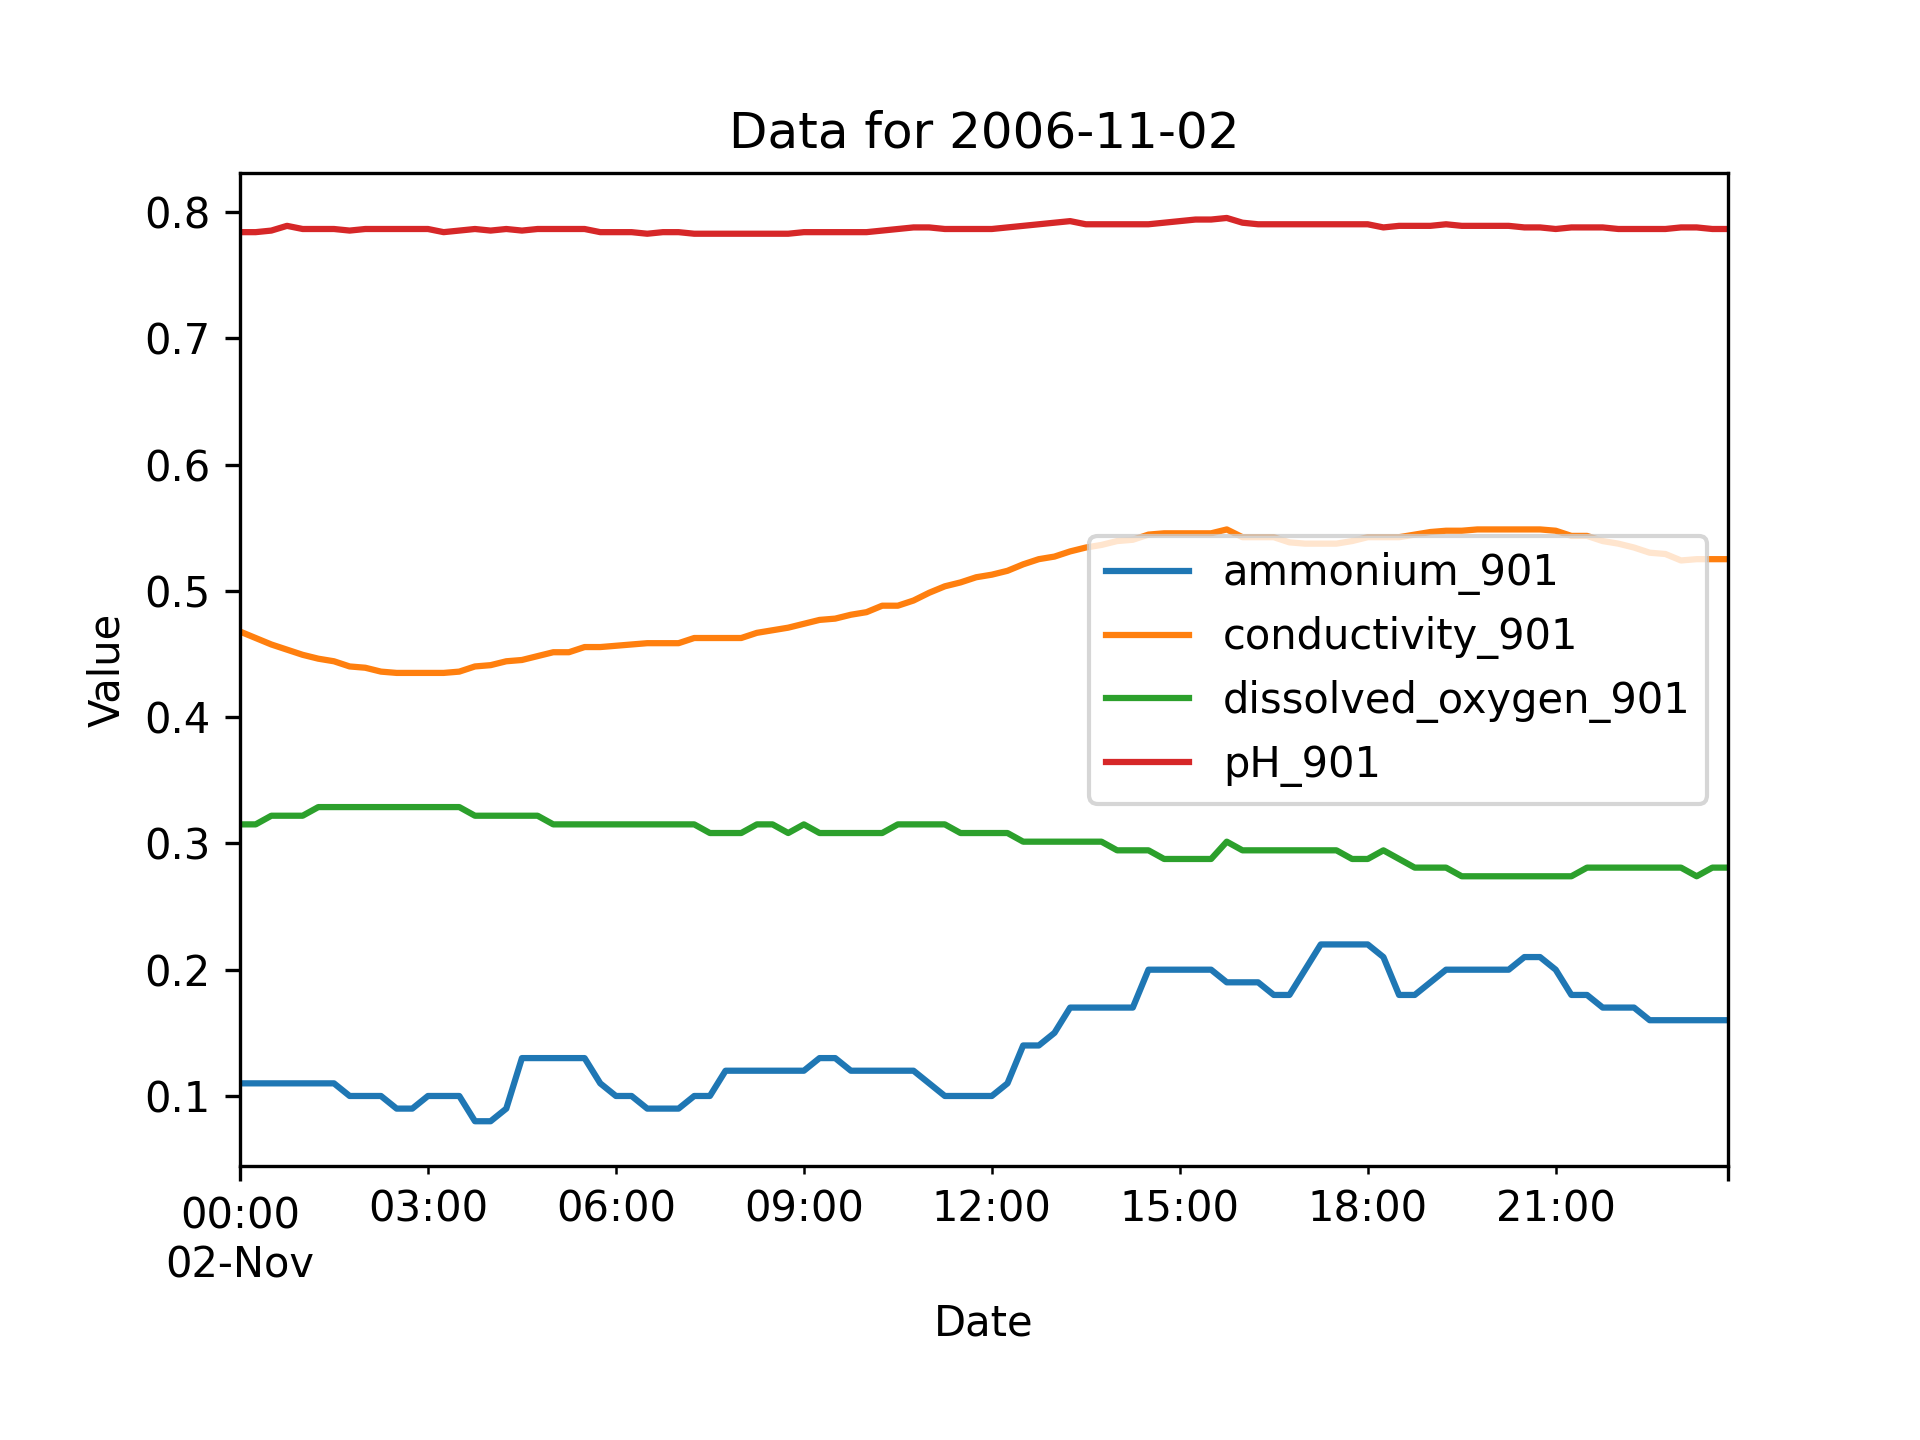 Data for 2006-11-02
0.8
0.7
0.6
0.5
0.4
0.3
0.2
0.1
Value
ammonium_901
conductivity_901
dissolved_oxygen_901
pH_901
00:00 03:00 06:00 09:00 12:00 15:00 18:00 21:00
02-Nov
Date